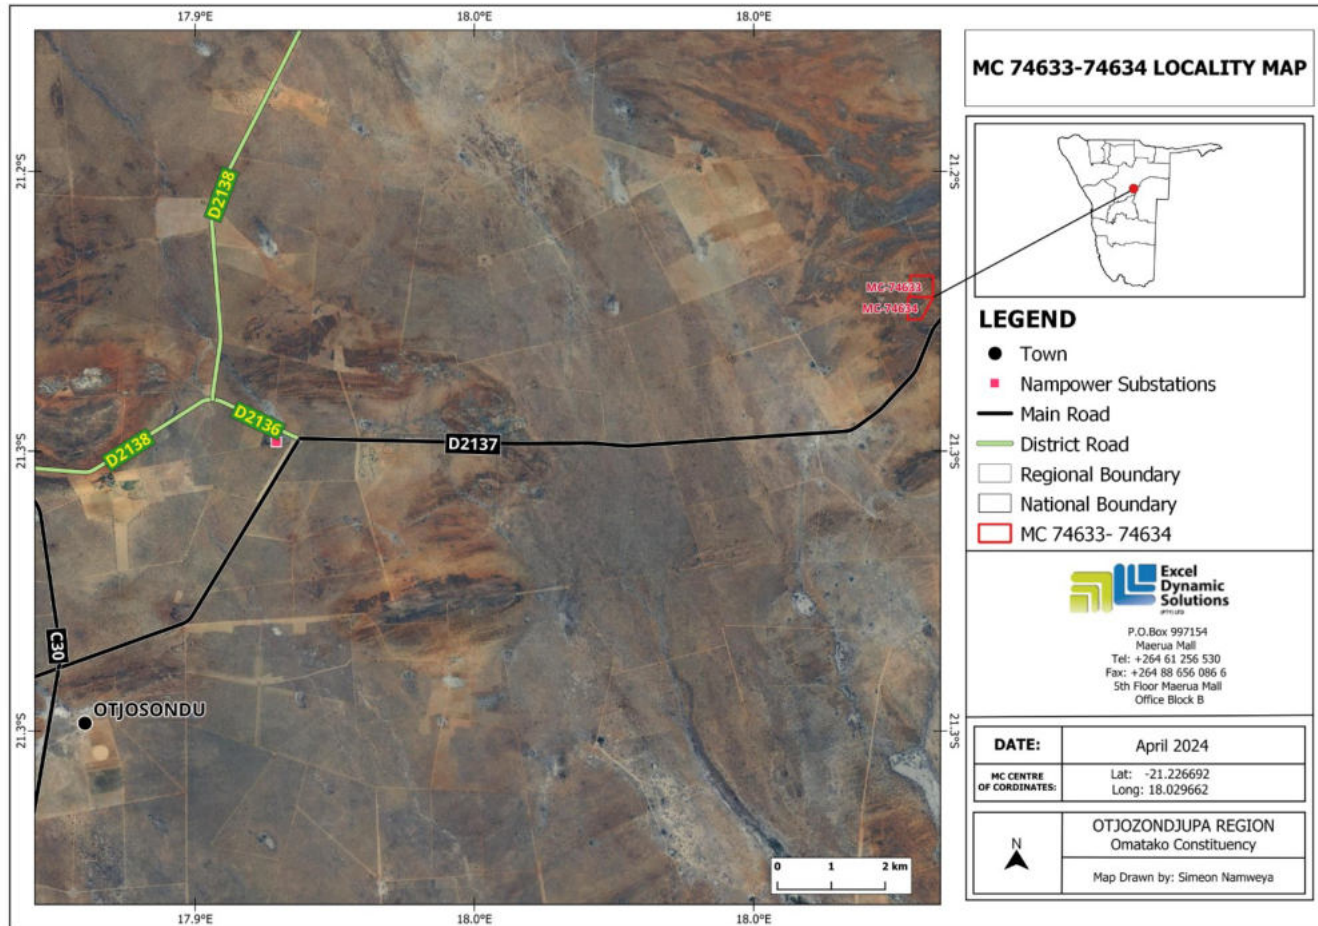 17.9°E 18.0°E 18.0°E
MC 74633-74634 LOCALITY MAP
21.2°S
21.2°S
D2138
MC 74633
MC 74634
LEGEND
Town
Nampower Substations
Main Road
District Road
Regional Boundary
National Boundary
MC 74633- 74634
D2136
D2138
D2137
21.3°S
21.3°S
C30
OTJOSONDU
21.3°S
21.3°S
Excel
Dynamic
Solutions
(PTY) LTD
P.O.Box 997154
Maerua Mall
Tel: +264 61 256 530
Fax: +264 88 656 086 6
5th Floor Maerua Mall
Office Block B
DATE: April 2024
MC CENTRE
OF CORDINATES:
Lat: -21.226692
Long: 18.029662
N
OTJOZONDJUPA REGION
Omatako Constituency
Map Drawn by: Simeon Namweya
0 1 2 km
17.9°E 18.0°E 18.0°E